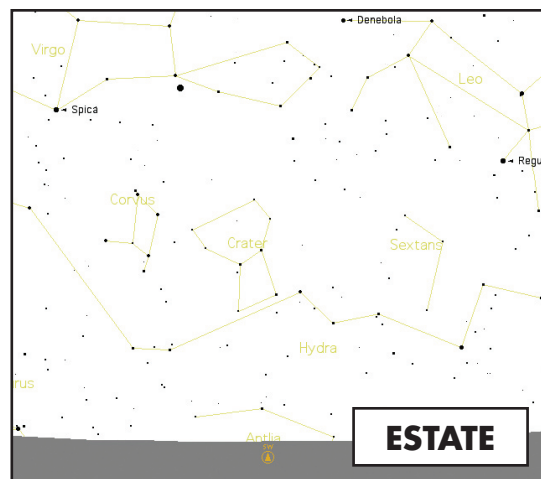 Denebola
Virgo
Leo
Spica
Regu
Corvus
Crater
Sextans
Hydra
rus
Antlia
SW
ESTATE